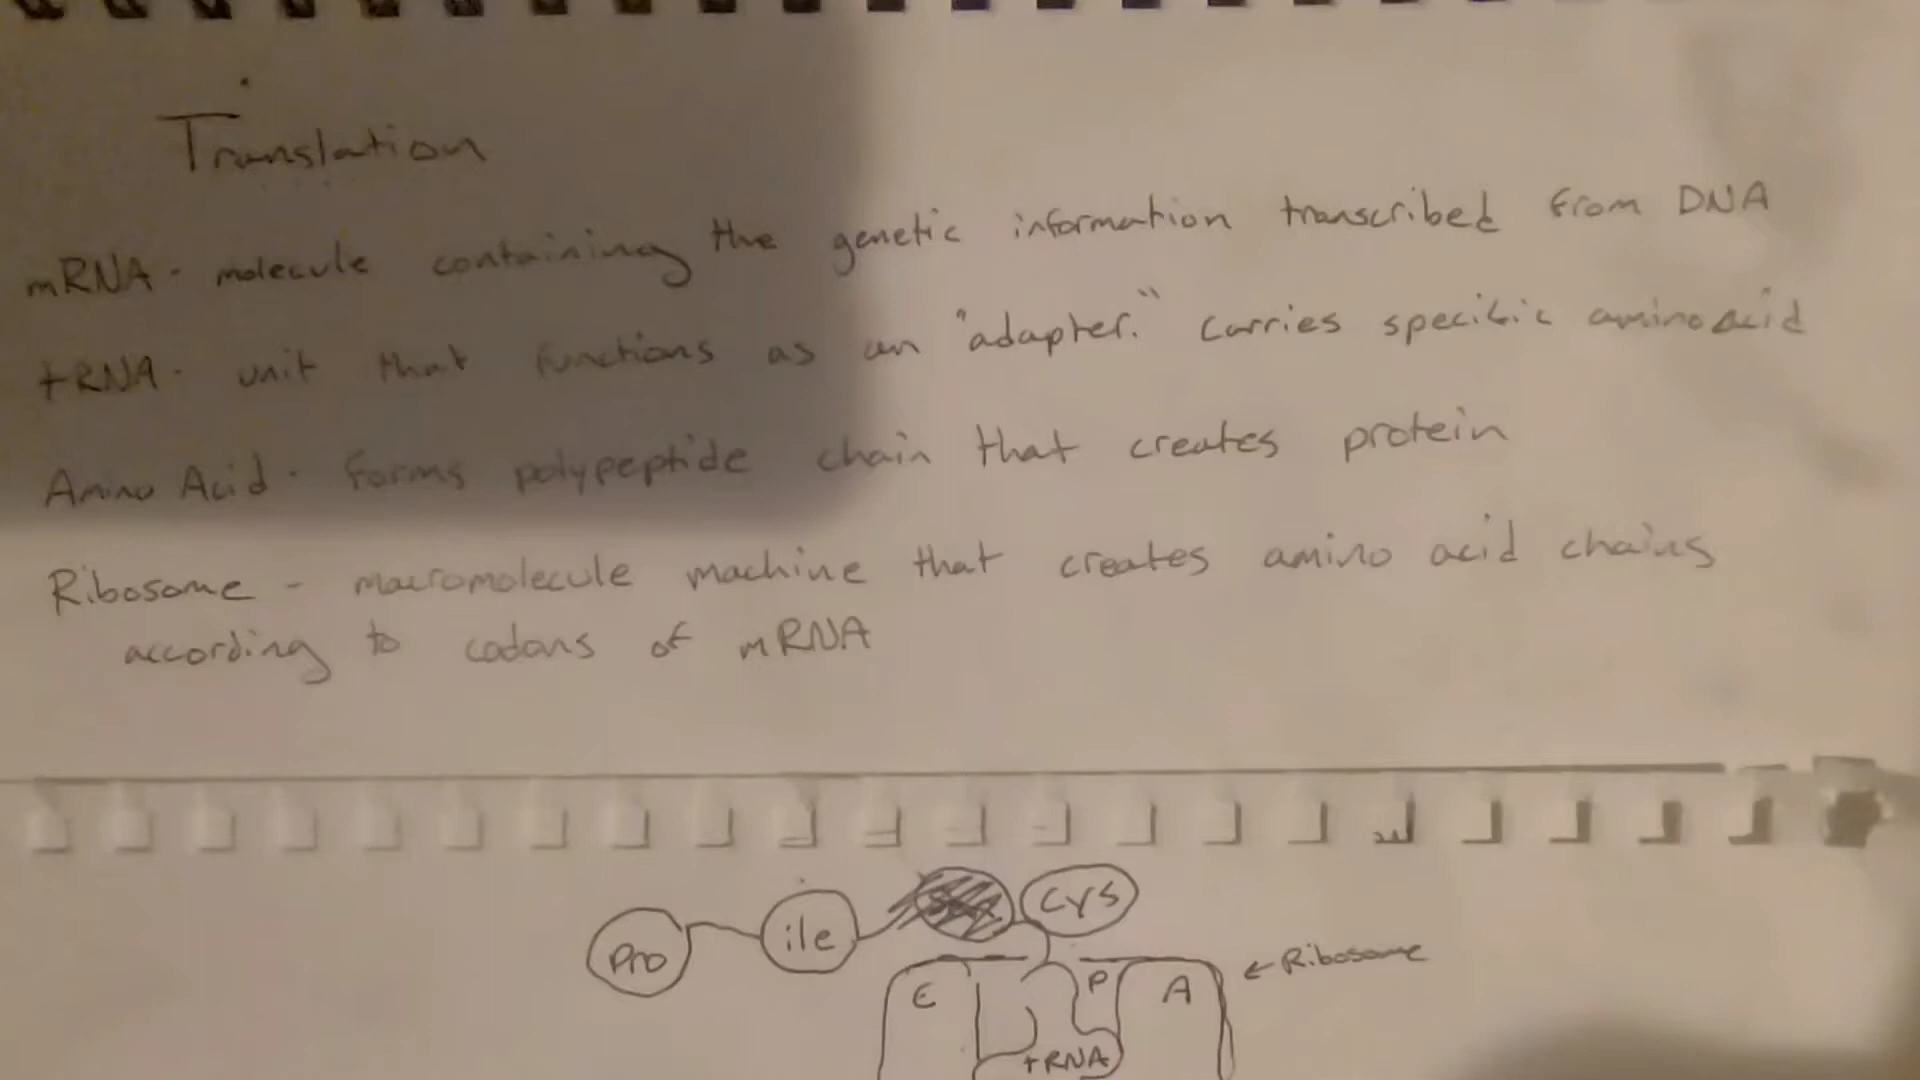 Translation
mRNA - molecule containing the genetic information transcribed from DNA
tRNA - unit that functions as an "adapter." Carries specific amino acid
Amino Acid - forms polypeptide chain that creates protein
Ribosome - macromolecule machine that creates amino acid chains
according to codons of mRNA
Pro ile Cys
E P A ← Ribosome
tRNA